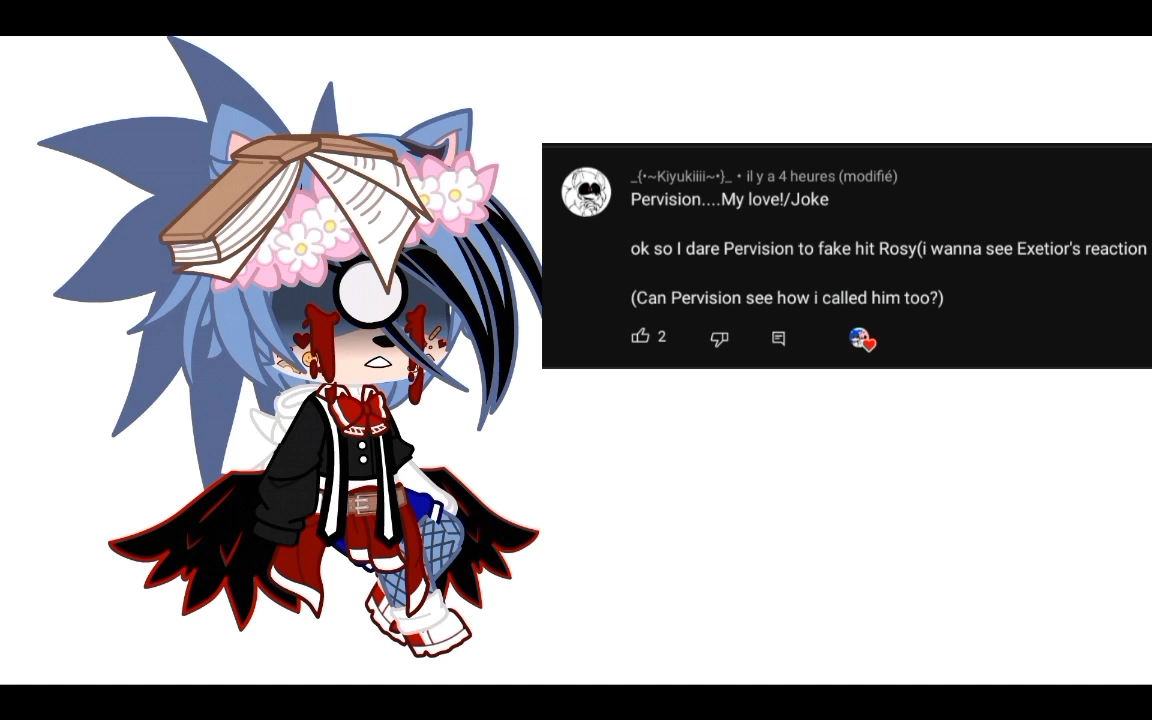 _{•~Kiyukiiii~•}_ • il y a 4 heures (modifié)
Pervision....My love!/Joke
ok so I dare Pervision to fake hit Rosy(i wanna see Exetior's reaction
(Can Pervision see how i called him too?)
2